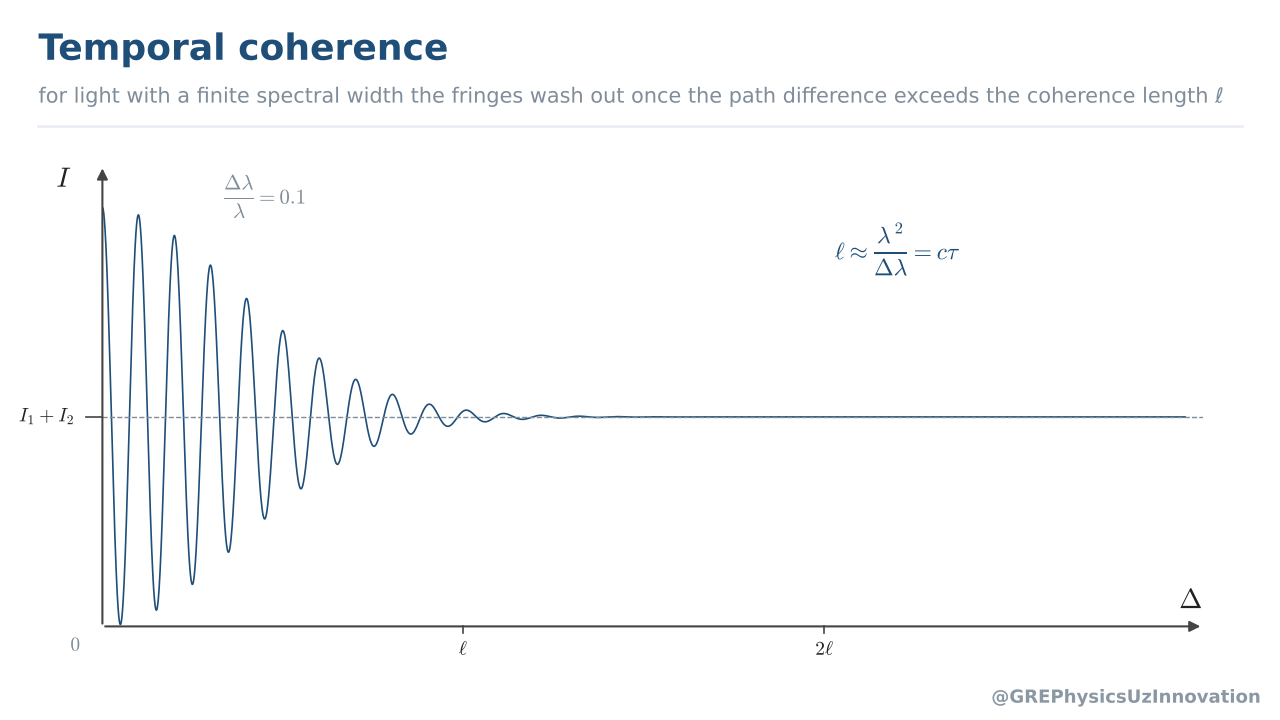 Temporal coherence
for light with a finite spectral width the fringes wash out once the path difference exceeds the coherence length ℓ
I
Δλ/λ = 0.1
ℓ ≈ λ²/Δλ = cτ
I₁ + I₂
Δ
0
ℓ
2ℓ
@GREPhysicsUzInnovation